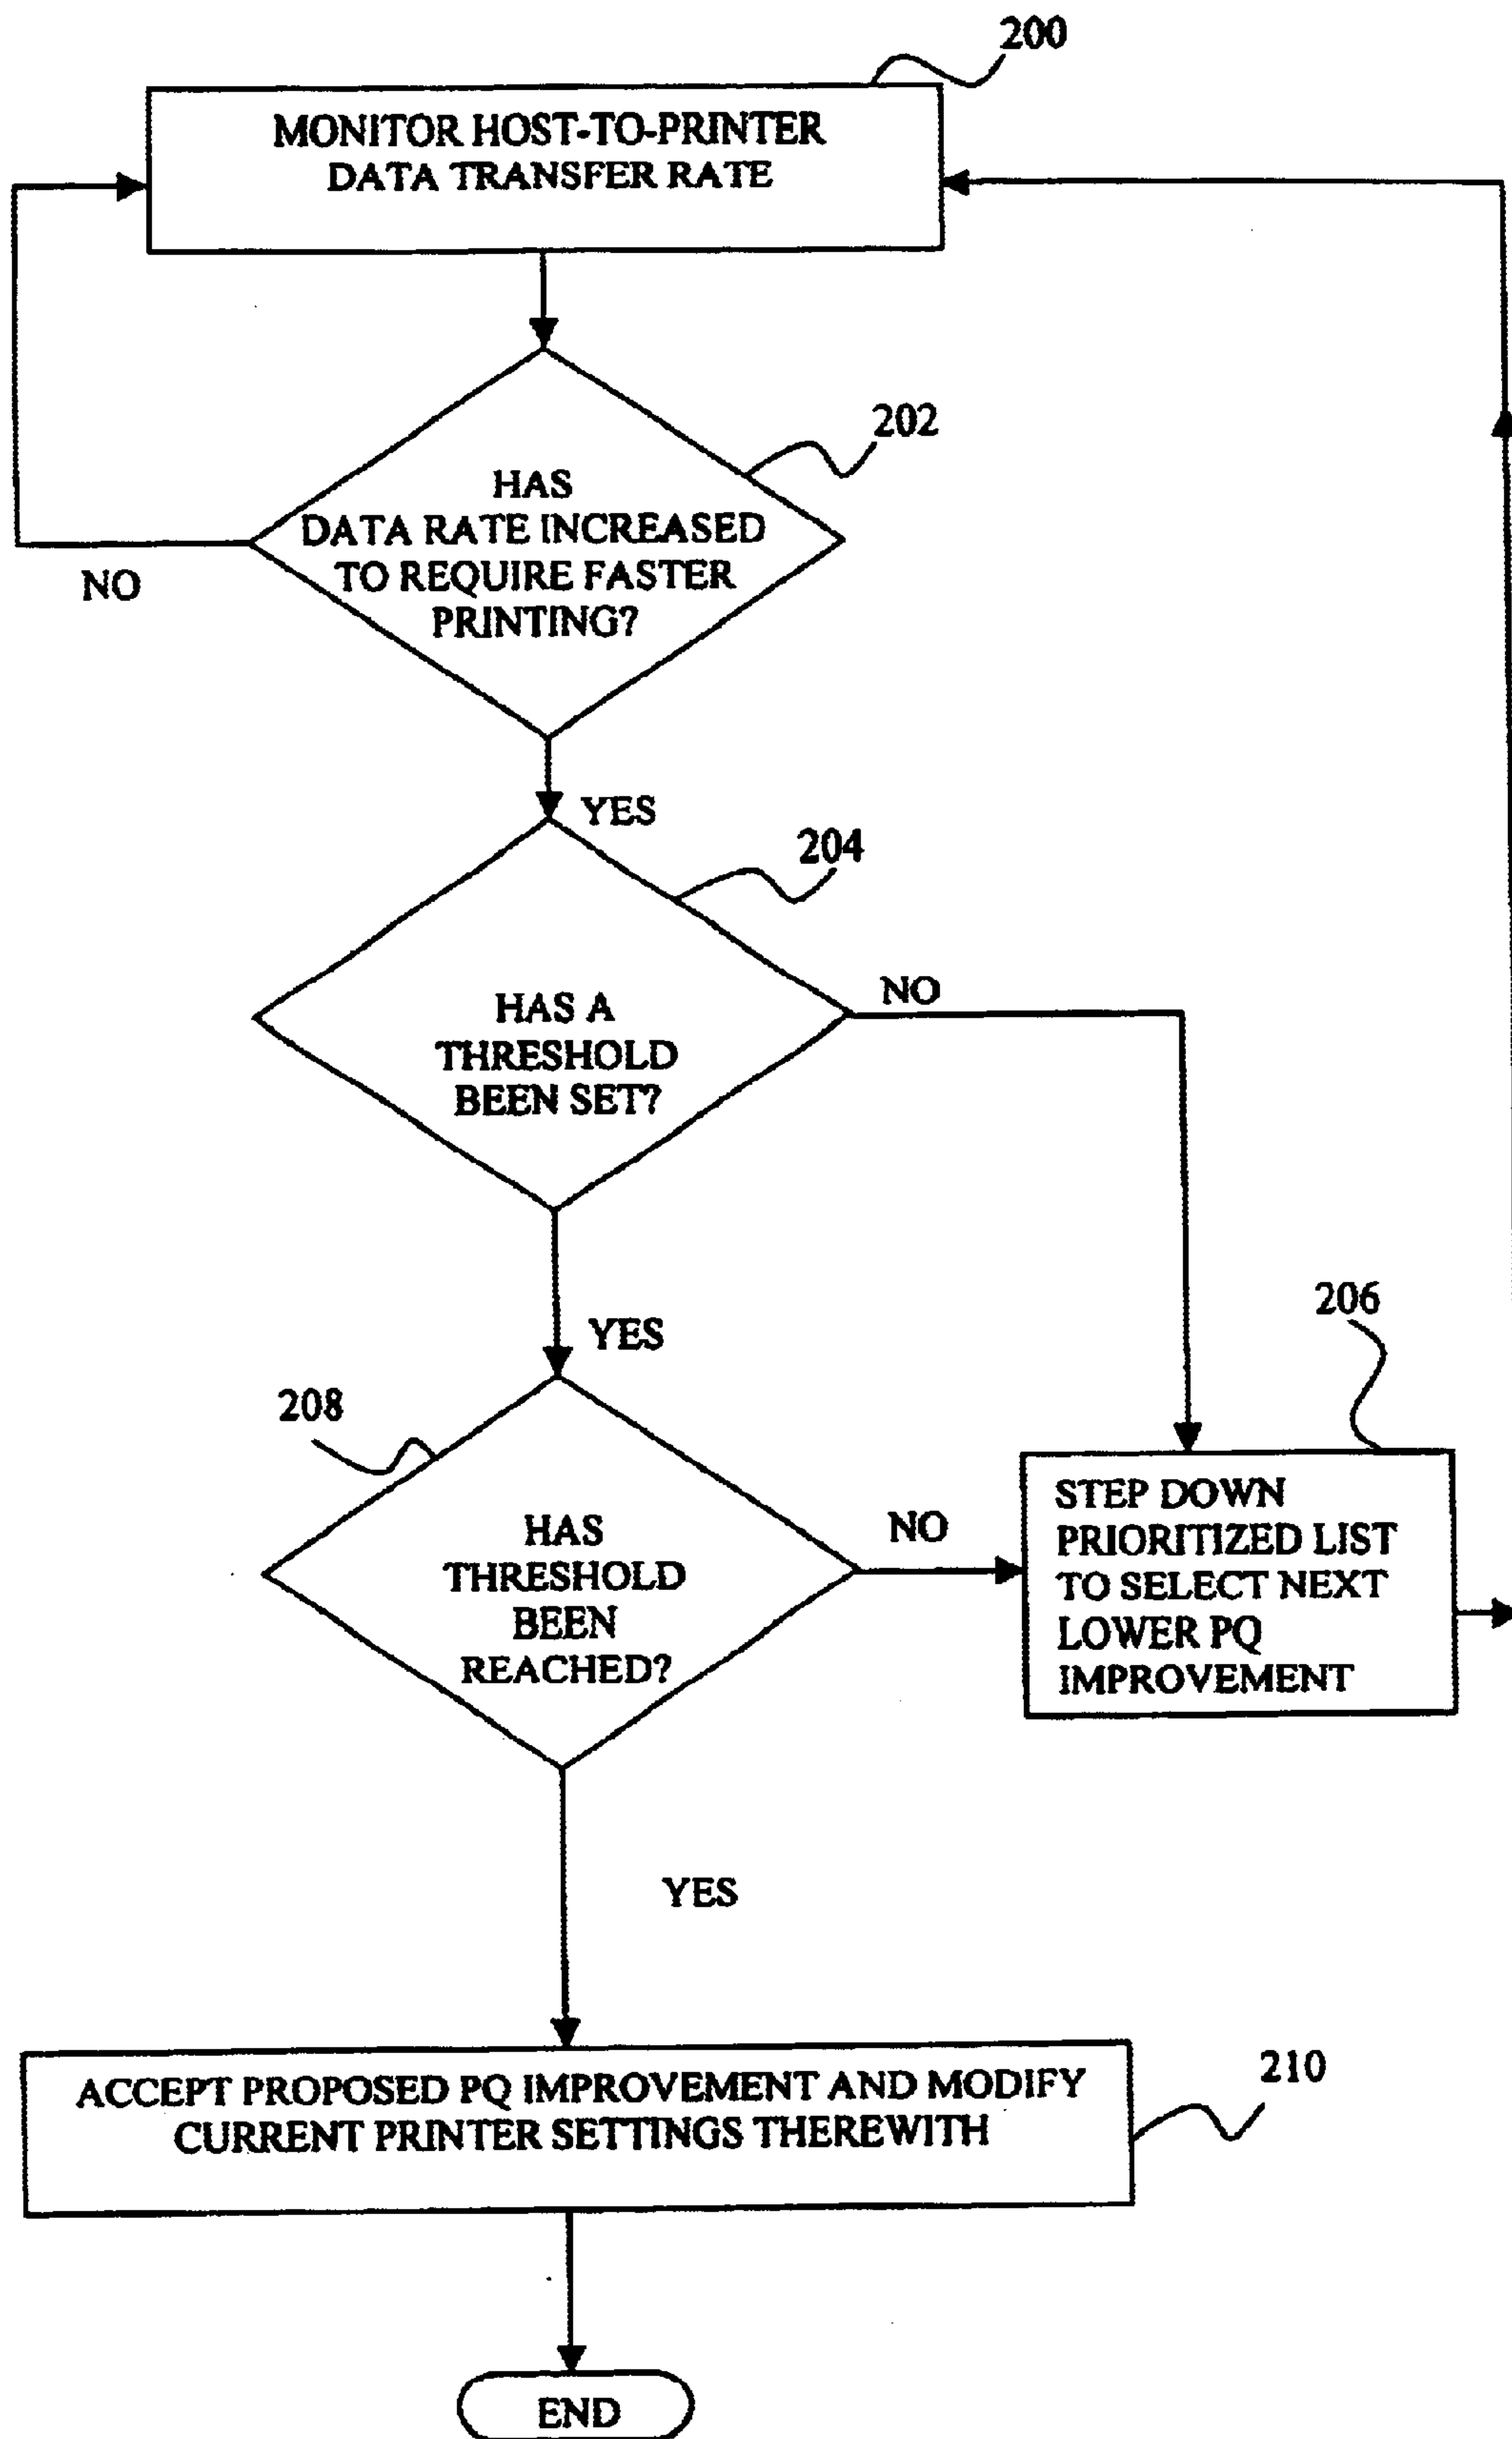 200
MONITOR HOST-TO-PRINTER
DATA TRANSFER RATE
202
HAS
DATA RATE INCREASED
TO REQUIRE FASTER
PRINTING?
NO
YES
204
HAS A
THRESHOLD
BEEN SET?
NO
YES
206
208
HAS
THRESHOLD
BEEN
REACHED?
NO
STEP DOWN
PRIORITIZED LIST
TO SELECT NEXT
LOWER PQ
IMPROVEMENT
YES
ACCEPT PROPOSED PQ IMPROVEMENT AND MODIFY
CURRENT PRINTER SETTINGS THEREWITH
210
END